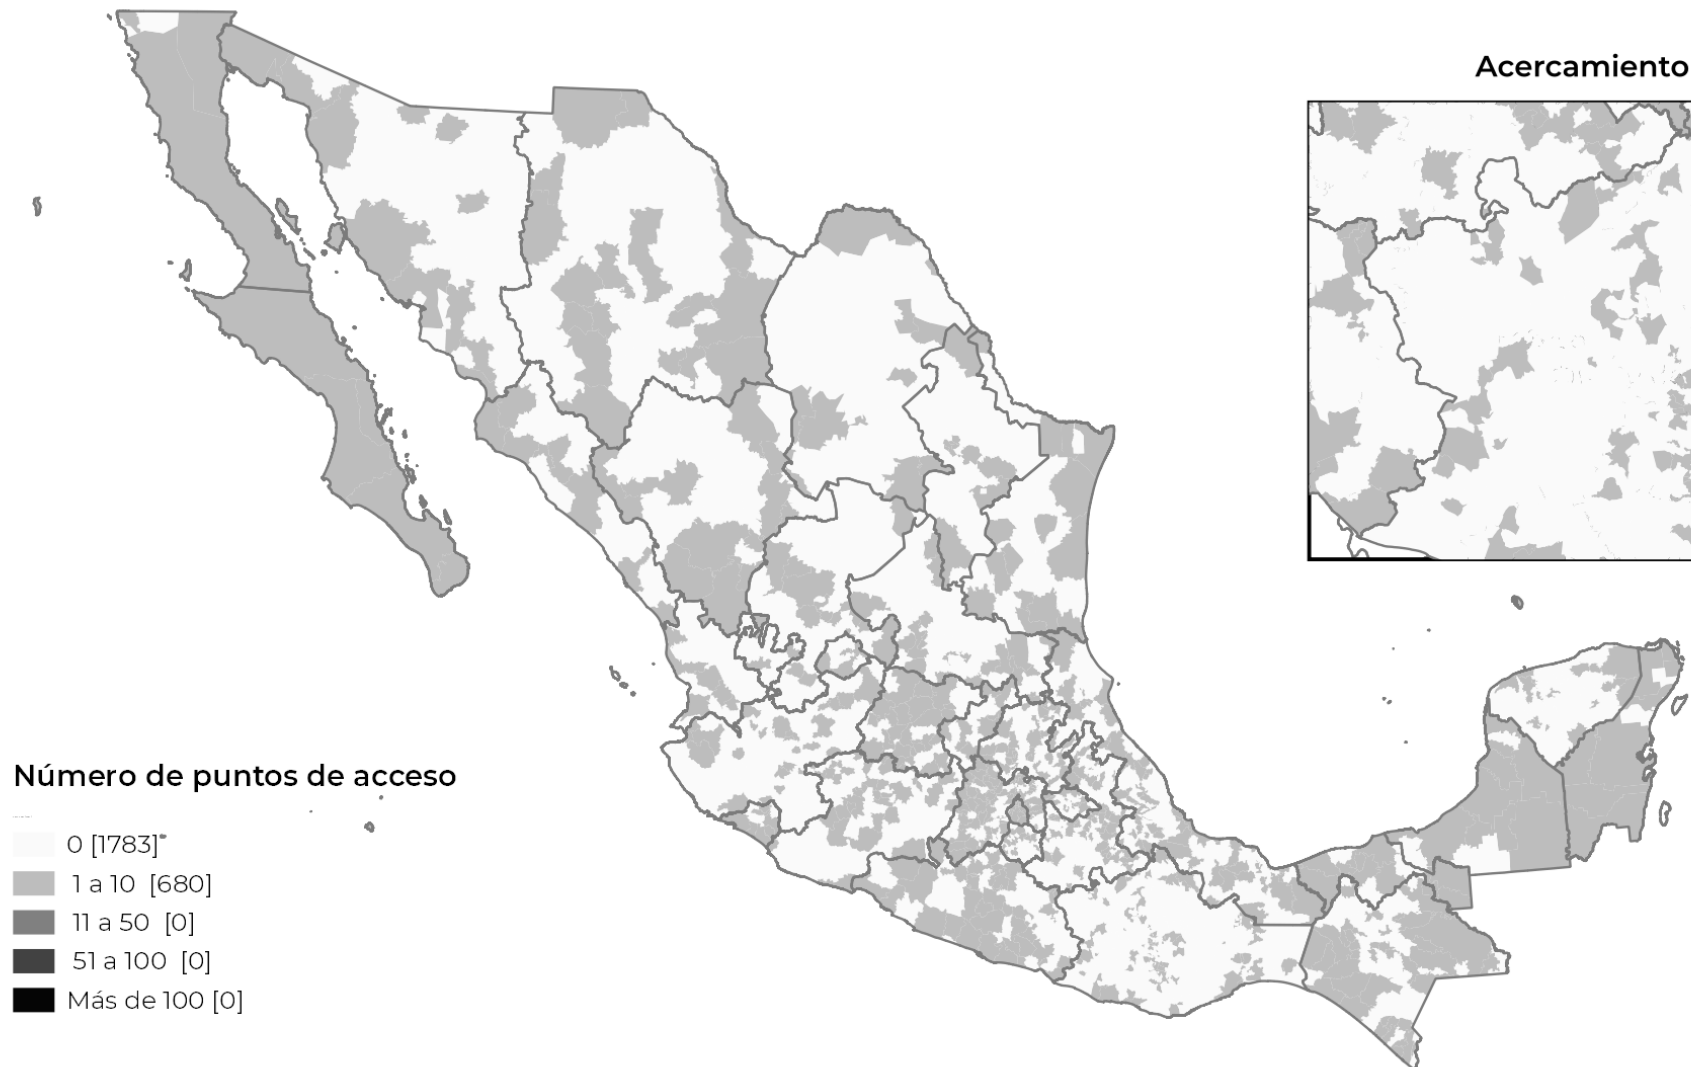 Acercamiento
Número de puntos de acceso
0 [1783]
1 a 10 [680]
11 a 50 [0]
51 a 100 [0]
Más de 100 [0]